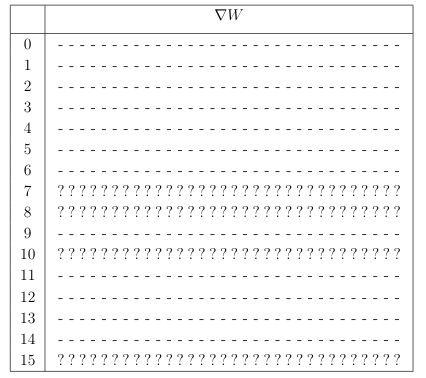 ∇W
0 - - - - - - - - - - - - - - - - - - - - - - - - - - - - - - - -
1 - - - - - - - - - - - - - - - - - - - - - - - - - - - - - - - -
2 - - - - - - - - - - - - - - - - - - - - - - - - - - - - - - - -
3 - - - - - - - - - - - - - - - - - - - - - - - - - - - - - - - -
4 - - - - - - - - - - - - - - - - - - - - - - - - - - - - - - - -
5 - - - - - - - - - - - - - - - - - - - - - - - - - - - - - - - -
6 - - - - - - - - - - - - - - - - - - - - - - - - - - - - - - - -
7 ? ? ? ? ? ? ? ? ? ? ? ? ? ? ? ? ? ? ? ? ? ? ? ? ? ? ? ? ? ? ? ?
8 ? ? ? ? ? ? ? ? ? ? ? ? ? ? ? ? ? ? ? ? ? ? ? ? ? ? ? ? ? ? ? ?
9 - - - - - - - - - - - - - - - - - - - - - - - - - - - - - - - -
10 ? ? ? ? ? ? ? ? ? ? ? ? ? ? ? ? ? ? ? ? ? ? ? ? ? ? ? ? ? ? ? ?
11 - - - - - - - - - - - - - - - - - - - - - - - - - - - - - - - -
12 - - - - - - - - - - - - - - - - - - - - - - - - - - - - - - - -
13 - - - - - - - - - - - - - - - - - - - - - - - - - - - - - - - -
14 - - - - - - - - - - - - - - - - - - - - - - - - - - - - - - - -
15 ? ? ? ? ? ? ? ? ? ? ? ? ? ? ? ? ? ? ? ? ? ? ? ? ? ? ? ? ? ? ? ?